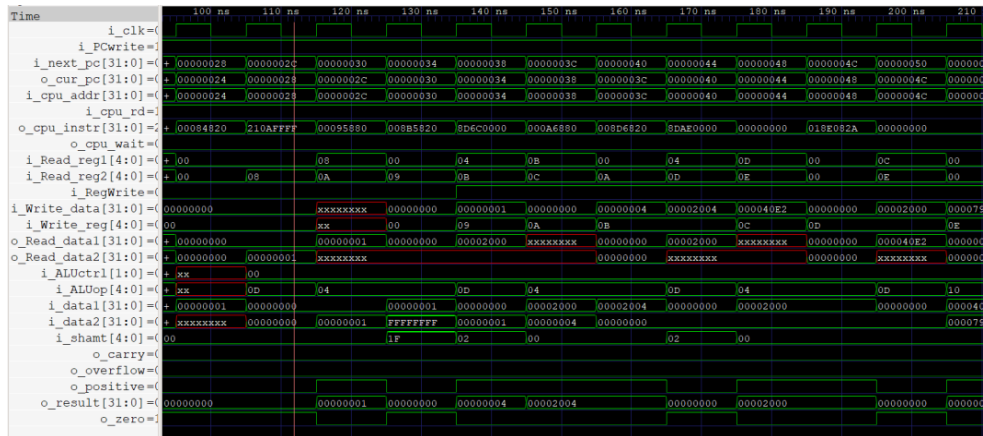 Time 100 ns 110 ns 120 ns 130 ns 140 ns 150 ns 160 ns 170 ns 180 ns 190 ns 200 ns 210
i_clk=(
i_PCwrite=1
i_next_pc[31:0]=( + 00000028 0000002C 00000030 00000034 00000038 0000003C 00000040 00000044 00000048 0000004C 00000050 000000
o_cur_pc[31:0]=( + 00000024 00000028 0000002C 00000030 00000034 00000038 0000003C 00000040 00000044 00000048 0000004C 000000
i_cpu_addr[31:0]=( + 00000024 00000028 0000002C 00000030 00000034 00000038 0000003C 00000040 00000044 00000048 0000004C 000000
i_cpu_rd=1
o_cpu_instr[31:0]=2 + 00084820 210AFFFF 00095880 008B5820 8D6C0000 000A6880 008D6820 8DAE0000 00000000 018E082A 00000000
o_cpu_wait=(
i_Read_reg1[4:0]=( + 00 08 00 04 0B 00 04 0D 00 0C 00
i_Read_reg2[4:0]=( + 00 08 0A 09 0B 0C 0A 0D 0E 00 0E 00
i_RegWrite=(
i_Write_data[31:0]=( 00000000 xxxxxxxx 00000000 00000001 00000000 00000004 00002004 000040E2 00000000 00002000 000079
i_Write_reg[4:0]=( 00 xx 00 09 0A 0B 0C 0D 0E
o_Read_data1[31:0]=( + 00000000 00000001 00000000 00002000 xxxxxxxx 00000000 00002000 xxxxxxxx 00000000 000040E2 000000
o_Read_data2[31:0]=( + 00000000 00000001 xxxxxxxx 00000000 xxxxxxxx 00000000 xxxxxxxx 000000
i_ALUctrl[1:0]=( + xx 00
i_ALUop[4:0]=( + xx 0D 04 0D 04 0D 04 0D 10
i_data1[31:0]=( + 00000001 00000000 00000001 00000000 00002000 00002004 00000000 00002000 00000000 000040
i_data2[31:0]=( + xxxxxxxx 00000000 00000001 FFFFFFFF 00000001 00000004 00000000 000079
i_shamt[4:0]=( 00 1F 02 00 02 00
o_carry=(
o_overflow=(
o_positive=(
o_result[31:0]=( 00000000 00000001 00000000 00000004 00002004 00000000 00002000 00000000 000000
o_zero=1